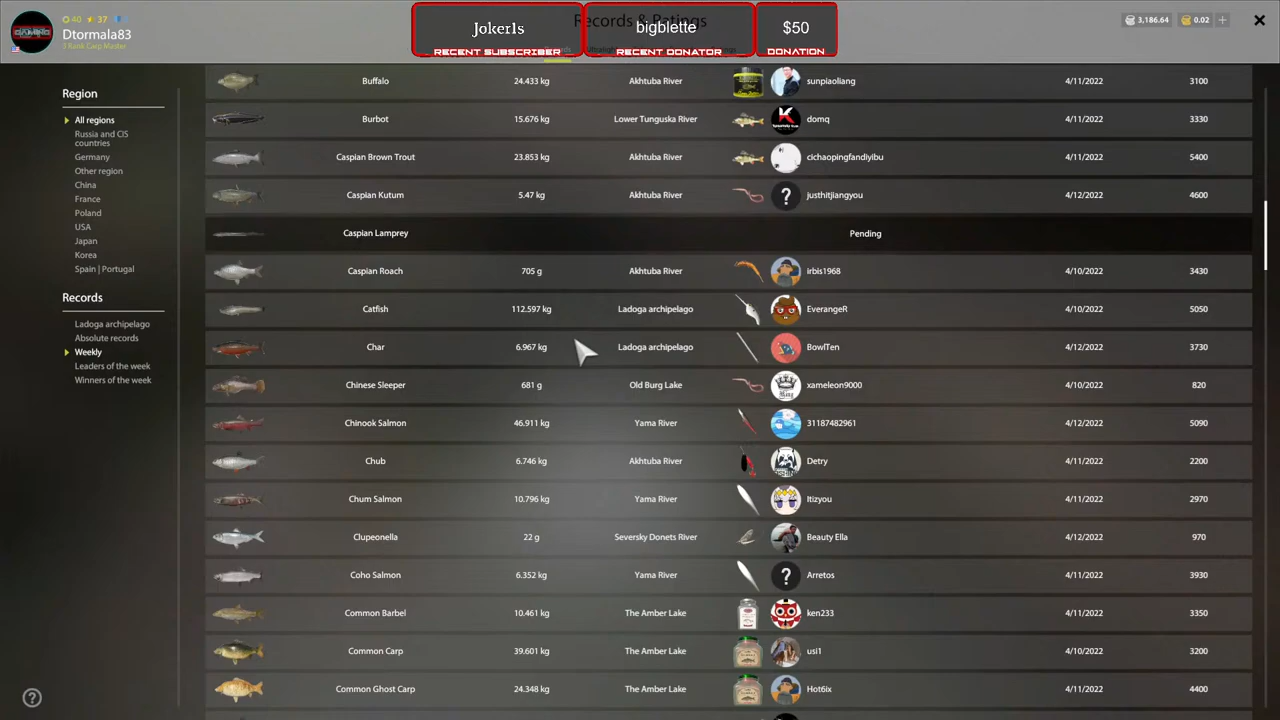 40 37
Dtormala83
3 Rank Carp Master
Jokerls
RECENT SUBSCRIBER
bigblette
RECENT DONATOR
$50
DONATION
Records & Ratings
3,186.64
0.02
Region
All regions
Russia and CIS
countries
Germany
Other region
China
France
Poland
USA
Japan
Korea
Spain | Portugal
Records
Ladoga archipelago
Absolute records
Weekly
Leaders of the week
Winners of the week
Buffalo 24.433 kg Akhtuba River sunpiaoliang 4/11/2022 3100
Burbot 15.676 kg Lower Tunguska River domq 4/11/2022 3330
Caspian Brown Trout 23.853 kg Akhtuba River cichaopingfandiyibu 4/11/2022 5400
Caspian Kutum 5.47 kg Akhtuba River justhitjiangyou 4/12/2022 4600
Caspian Lamprey Pending
Caspian Roach 705 g Akhtuba River irbis1968 4/10/2022 3430
Catfish 112.597 kg Ladoga archipelago EverangeR 4/10/2022 5050
Char 6.967 kg Ladoga archipelago BowlTen 4/12/2022 3730
Chinese Sleeper 681 g Old Burg Lake xameleon9000 4/10/2022 820
Chinook Salmon 46.911 kg Yama River 31187482961 4/12/2022 5090
Chub 6.746 kg Akhtuba River Detry 4/11/2022 2200
Chum Salmon 10.796 kg Yama River Itizyou 4/11/2022 2970
Clupeonella 22 g Seversky Donets River Beauty Ella 4/12/2022 970
Coho Salmon 6.352 kg Yama River Arretos 4/11/2022 3930
Common Barbel 10.461 kg The Amber Lake ken233 4/11/2022 3350
Common Carp 39.601 kg The Amber Lake usi1 4/10/2022 3200
Common Ghost Carp 24.348 kg The Amber Lake Hot6ix 4/11/2022 4400